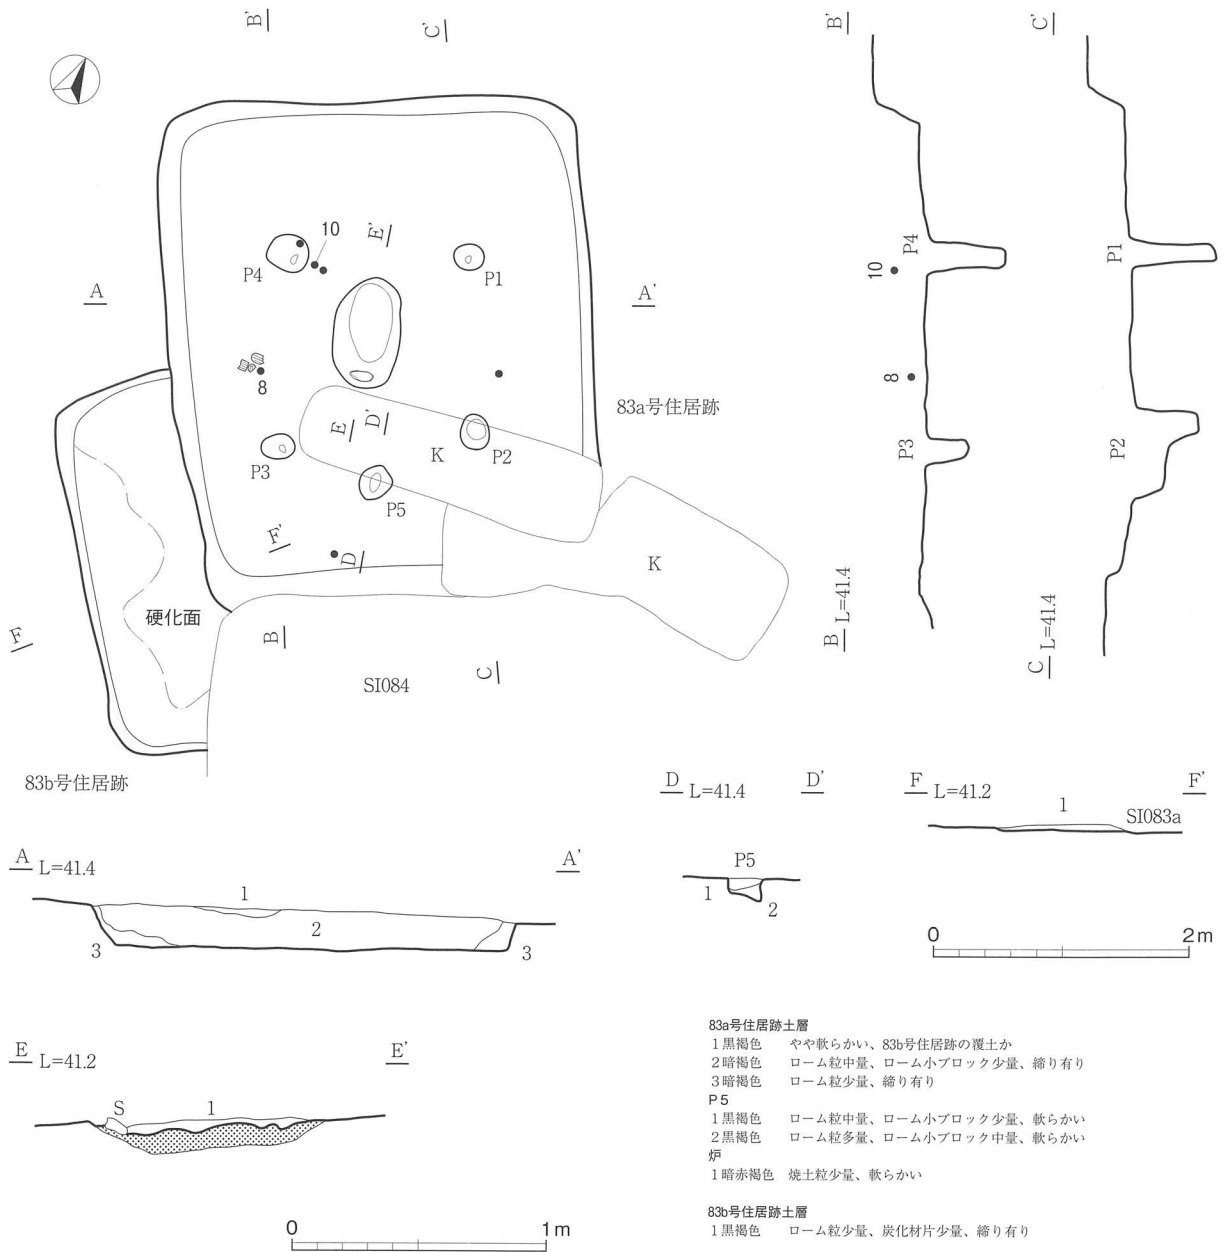 B'
C'
10
P4
E'
P1
A
A'
8
83a号住居跡
E
D'
K
P2
P3
P5
F'
D
K
硬化面
F
B
C
SI084
83b号住居跡
B'
C'
P4
10
P1
8
P3
P2
B L=41.4
C L=41.4
D L=41.4 D'
P5
1
2
F L=41.2 F'
1
SI083a
A L=41.4 A'
1
2
3
3
0 2m
E L=41.2 E'
S
1
0 1m
83a号住居跡土層
1黒褐色 やや軟らかい、83b号住居跡の覆土か
2暗褐色 ローム粒中量、ローム小ブロック少量、締り有り
3暗褐色 ローム粒少量、締り有り
P5
1黒褐色 ローム粒中量、ローム小ブロック少量、軟らかい
2黒褐色 ローム粒多量、ローム小ブロック中量、軟らかい
炉
1暗赤褐色 焼土粒少量、軟らかい
83b号住居跡土層
1黒褐色 ローム粒少量、炭化材片少量、締り有り